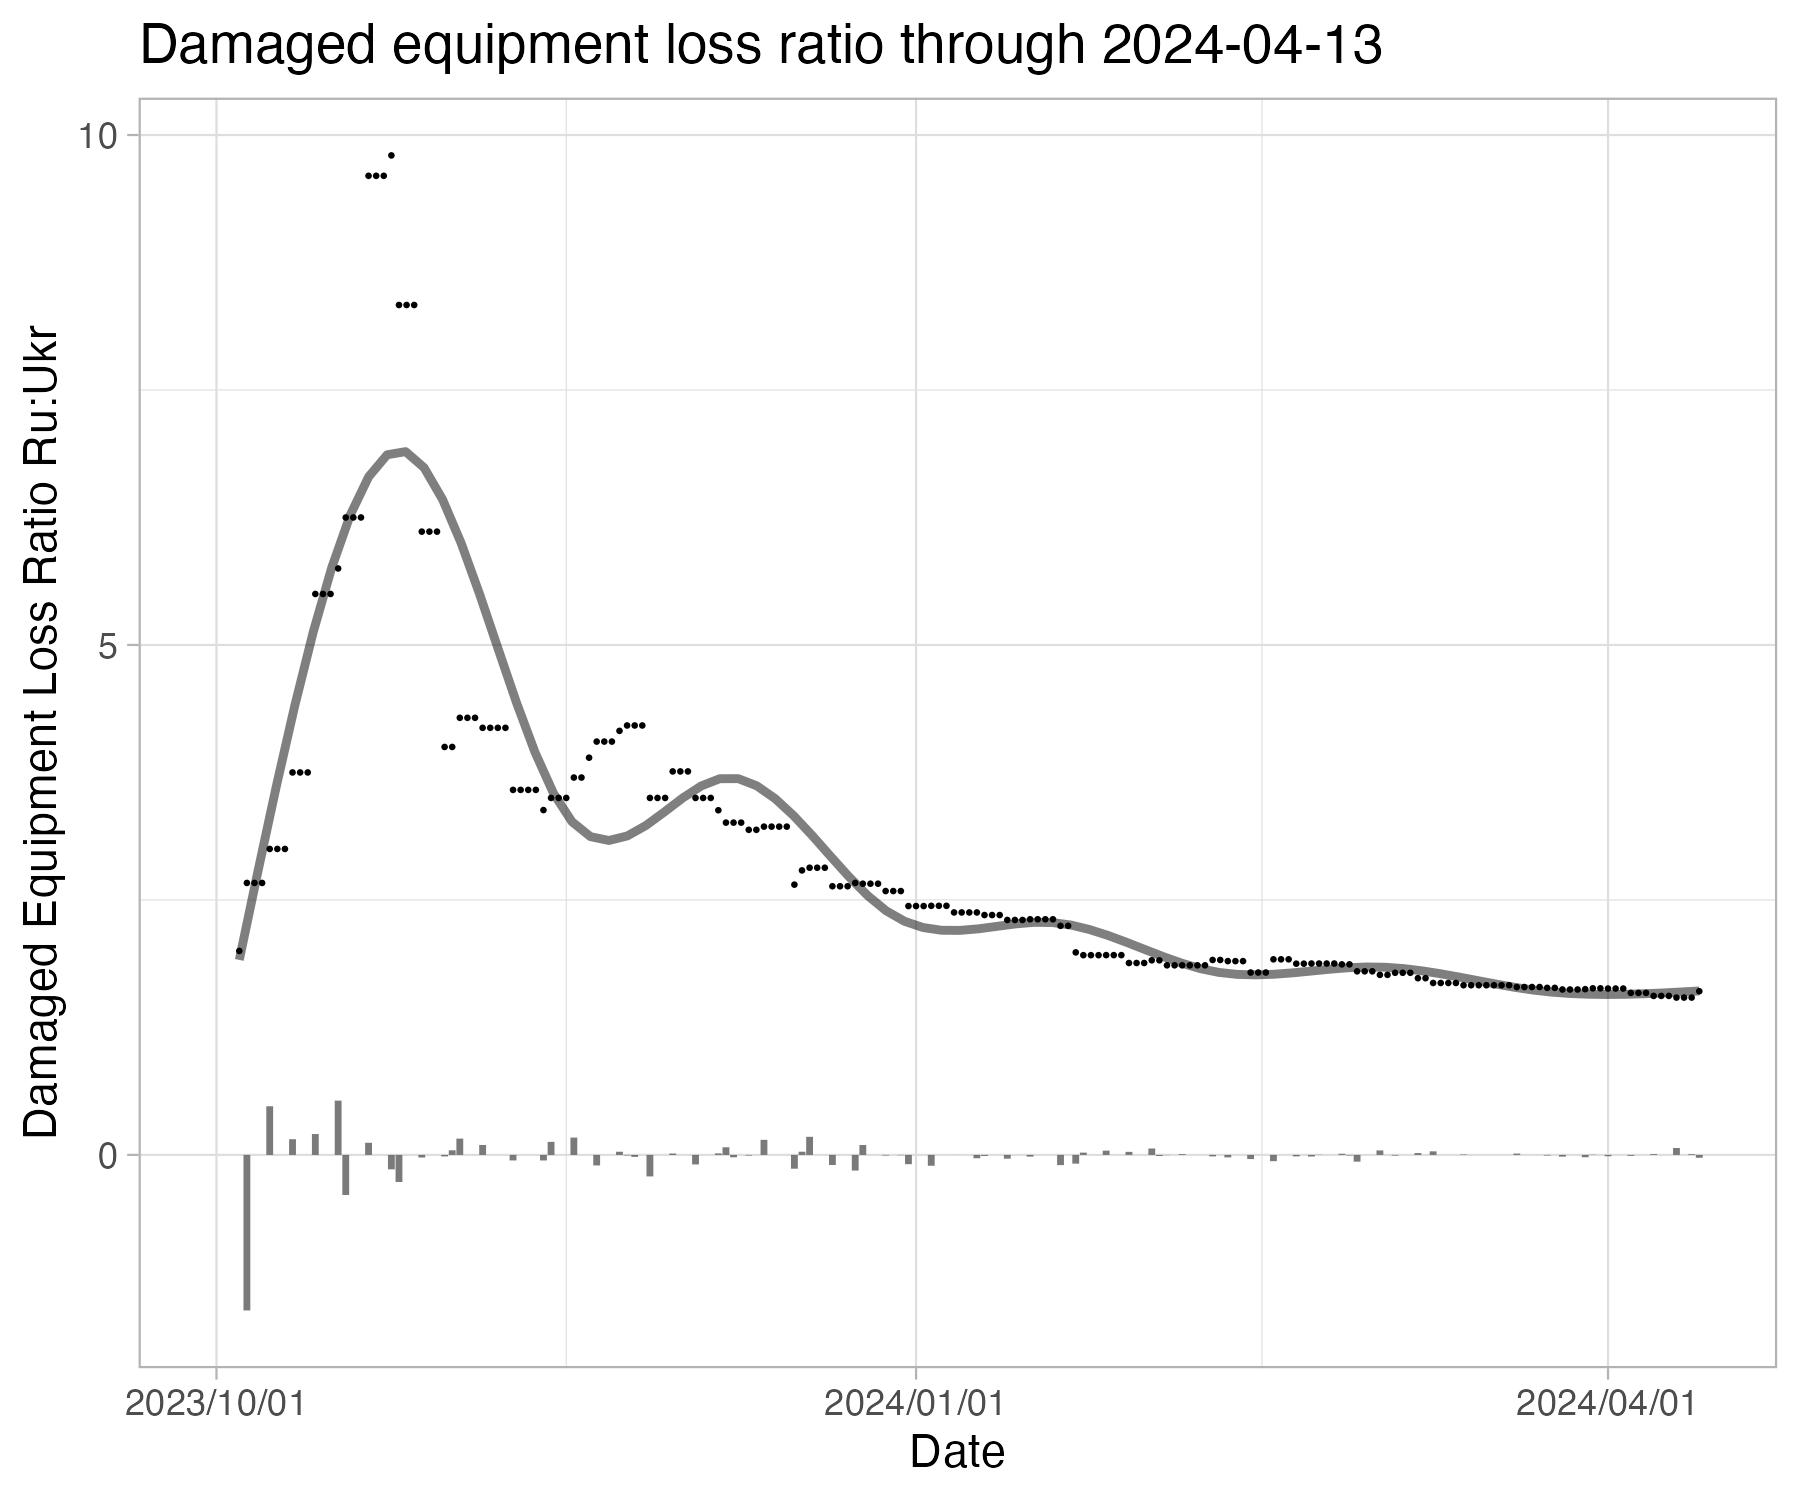 Damaged equipment loss ratio through 2024-04-13
Damaged Equipment Loss Ratio Ru:Ukr
10
5
0
2023/10/01
2024/01/01
2024/04/01
Date